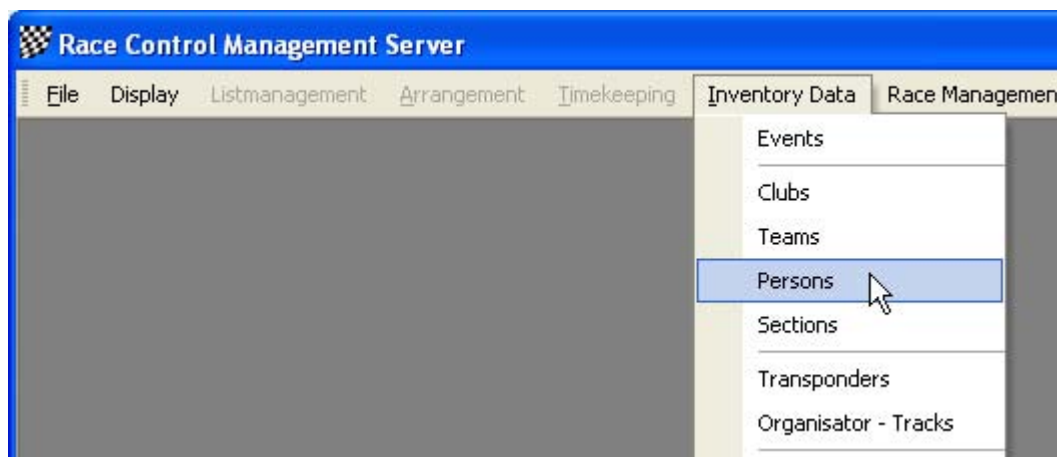 Race Control Management Server
File Display Listmanagement Arrangement Timekeeping Inventory Data Race Managemen
Events
Clubs
Teams
Persons
Sections
Transponders
Organisator - Tracks